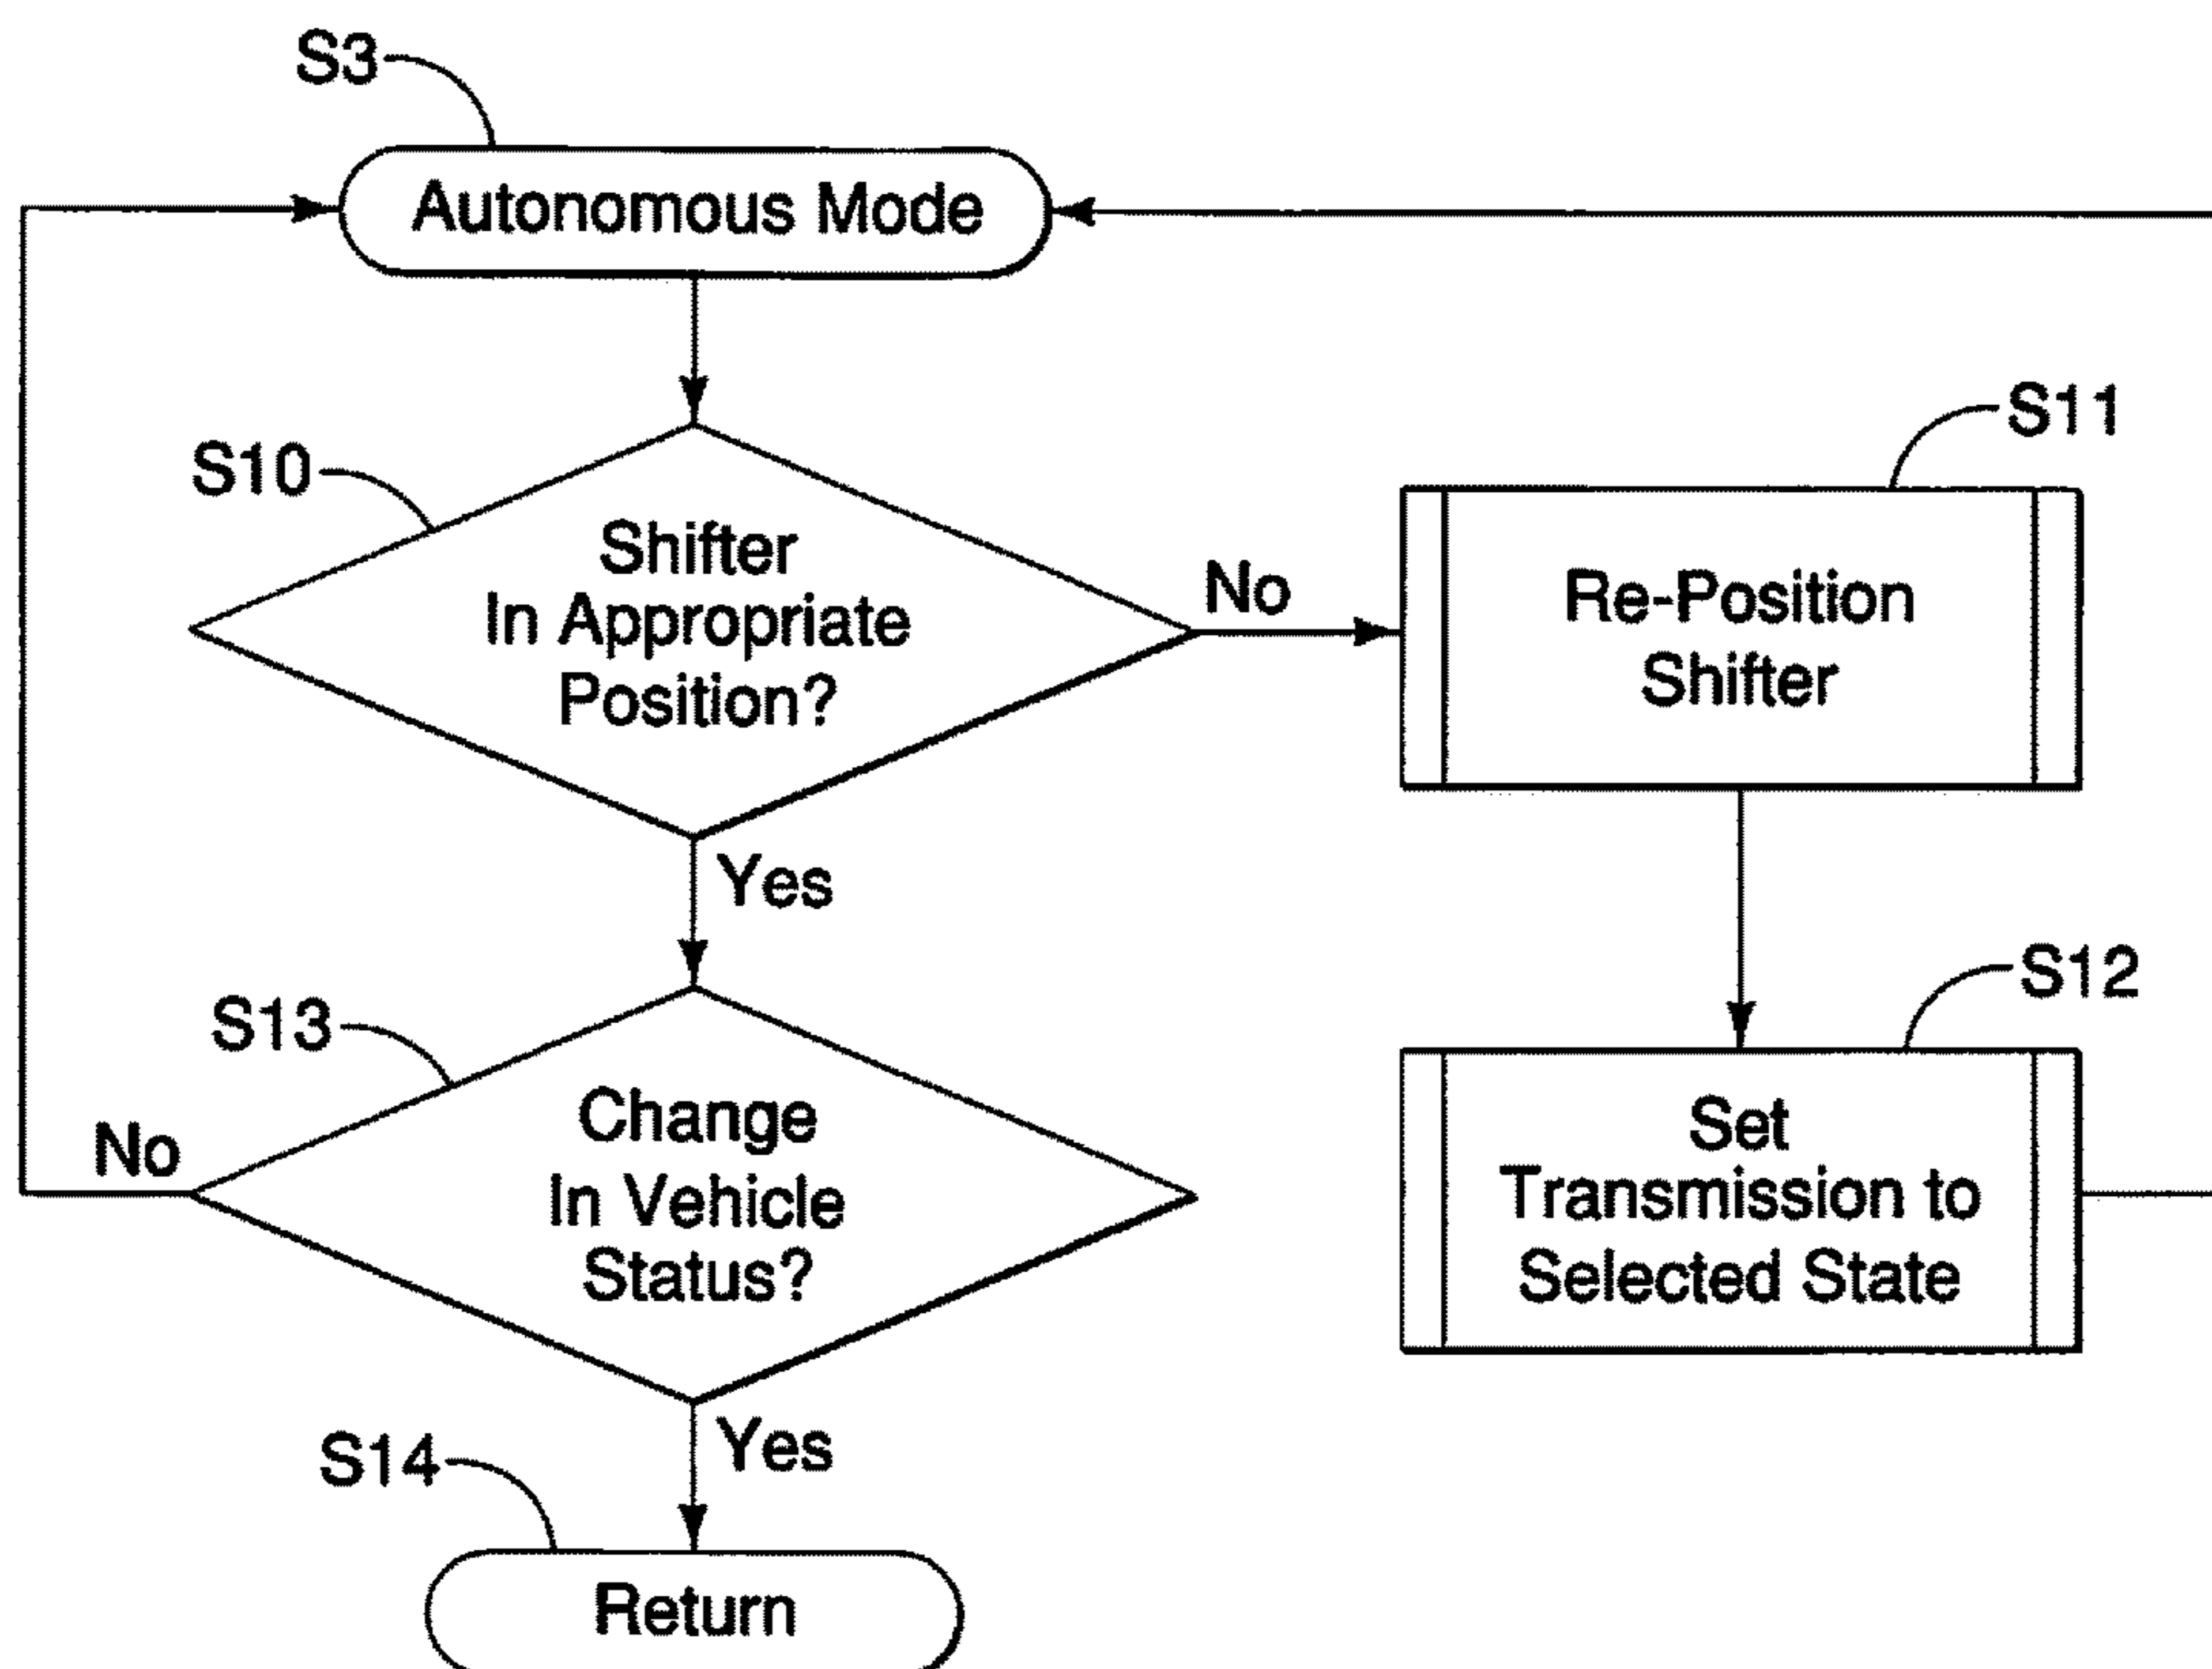 S3
Autonomous Mode
S10
Shifter
In Appropriate
Position?
No
S11
Re-Position
Shifter
Yes
S13
Change
In Vehicle
Status?
No
S12
Set
Transmission to
Selected State
Yes
S14
Return